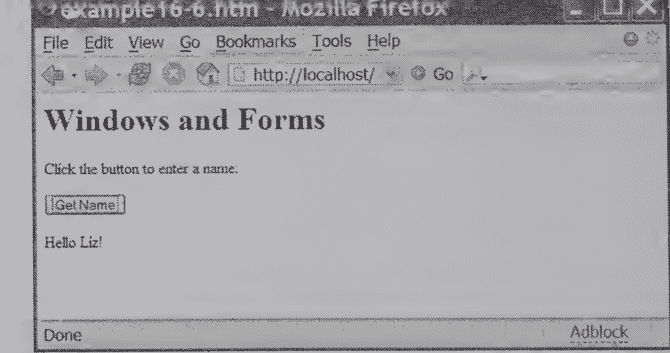 example16-6.htm - Mozilla Firefox
File Edit View Go Bookmarks Tools Help
http://localhost/ Go
Windows and Forms
Click the button to enter a name:
Get Name
Hello Liz!
Done Adblock